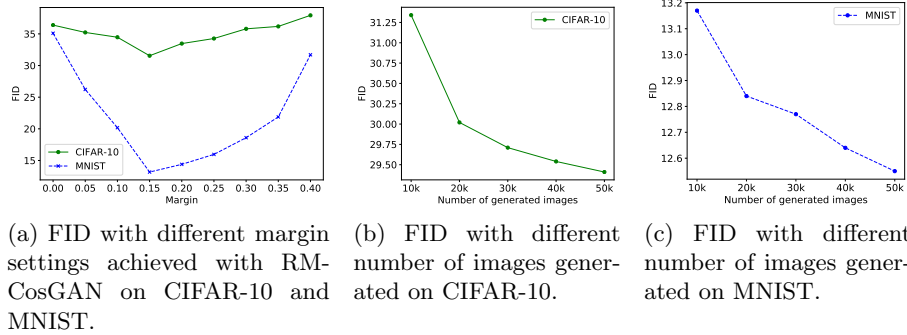 35
30
25
20
15
FID
CIFAR-10
MNIST
0.00 0.05 0.10 0.15 0.20 0.25 0.30 0.35 0.40
Margin
31.25
31.00
30.75
30.50
30.25
30.00
29.75
29.50
FID
CIFAR-10
10k 20k 30k 40k 50k
Number of generated images
13.2
13.1
13.0
12.9
12.8
12.7
12.6
FID
MNIST
10k 20k 30k 40k 50k
Number of generated images
(a) FID with different margin
settings achieved with RM-
CosGAN on CIFAR-10 and
MNIST.
(b) FID with different
number of images gener-
ated on CIFAR-10.
(c) FID with different
number of images gener-
ated on MNIST.